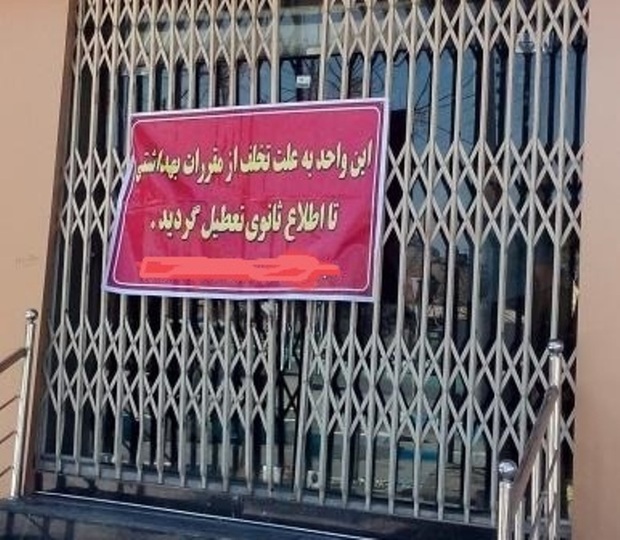 این واحد به علت تخلف از مقررات بهداشتی
تا اطلاع ثانوی تعطیل گردید.